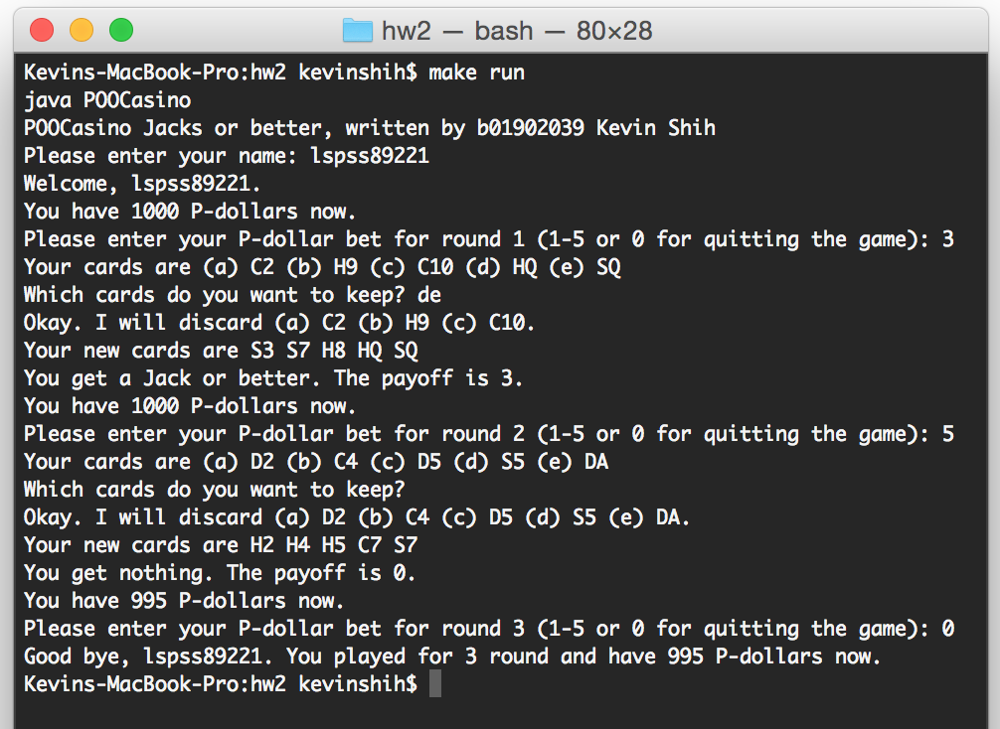 hw2 — bash — 80×28
Kevins-MacBook-Pro:hw2 kevinshih$ make run
java POOCasino
POOCasino Jacks or better, written by b01902039 Kevin Shih
Please enter your name: lspss89221
Welcome, lspss89221.
You have 1000 P-dollars now.
Please enter your P-dollar bet for round 1 (1-5 or 0 for quitting the game): 3
Your cards are (a) C2 (b) H9 (c) C10 (d) HQ (e) SQ
Which cards do you want to keep? de
Okay. I will discard (a) C2 (b) H9 (c) C10.
Your new cards are S3 S7 H8 HQ SQ
You get a Jack or better. The payoff is 3.
You have 1000 P-dollars now.
Please enter your P-dollar bet for round 2 (1-5 or 0 for quitting the game): 5
Your cards are (a) D2 (b) C4 (c) D5 (d) S5 (e) DA
Which cards do you want to keep?
Okay. I will discard (a) D2 (b) C4 (c) D5 (d) S5 (e) DA.
Your new cards are H2 H4 H5 C7 S7
You get nothing. The payoff is 0.
You have 995 P-dollars now.
Please enter your P-dollar bet for round 3 (1-5 or 0 for quitting the game): 0
Good bye, lspss89221. You played for 3 round and have 995 P-dollars now.
Kevins-MacBook-Pro:hw2 kevinshih$